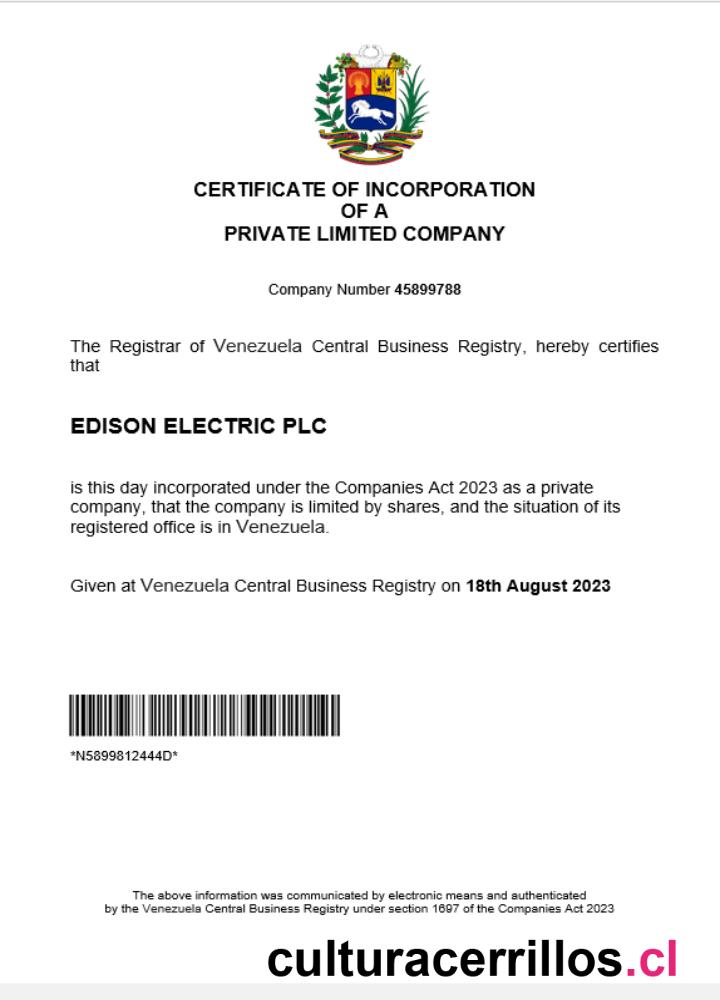 CERTIFICATE OF INCORPORATION
OF A
PRIVATE LIMITED COMPANY
Company Number 45899788
The Registrar of Venezuela Central Business Registry, hereby certifies
that
EDISON ELECTRIC PLC
is this day incorporated under the Companies Act 2023 as a private
company, that the company is limited by shares, and the situation of its
registered office is in Venezuela.
Given at Venezuela Central Business Registry on 18th August 2023
*N5899812444D*
The above information was communicated by electronic means and authenticated
by the Venezuela Central Business Registry under section 1697 of the Companies Act 2023
culturacerrillos.cl